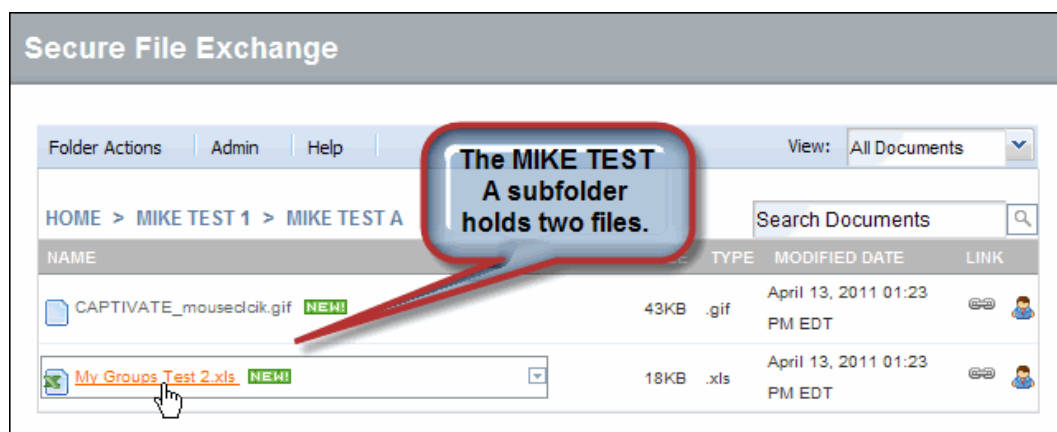 Secure File Exchange
Folder Actions Admin Help View: All Documents
The MIKE TEST
A subfolder
holds two files.
HOME > MIKE TEST 1 > MIKE TEST A
Search Documents
NAME TYPE MODIFIED DATE LINK
CAPTIVATE_mousedcik.gif NEW! 43KB .gif April 13, 2011 01:23
PM EDT
My Groups Test 2.xls NEW! 18KB .xls April 13, 2011 01:23
PM EDT